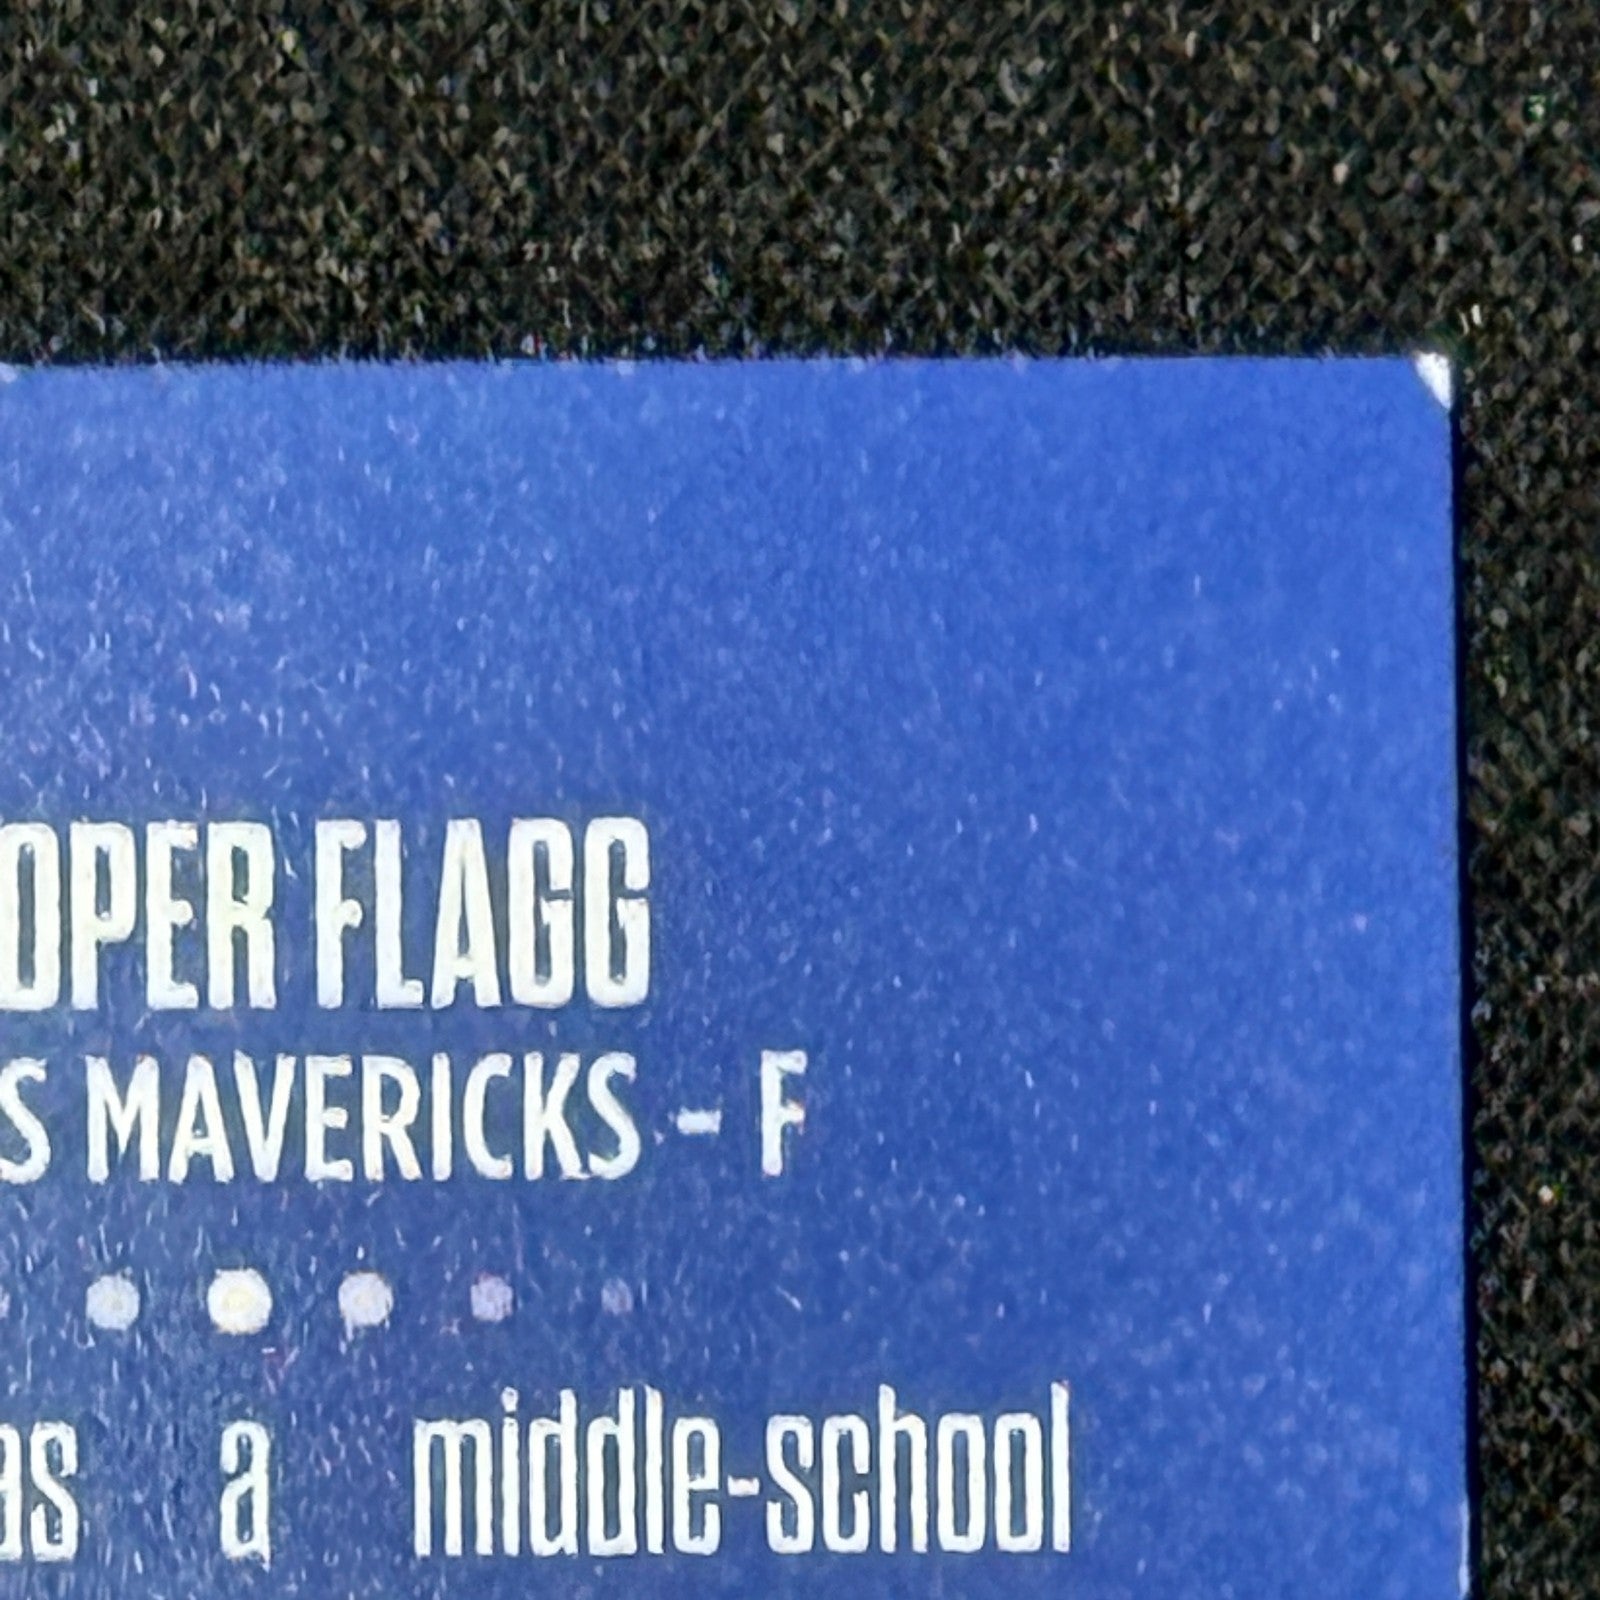 OPER FLAGG
S MAVERICKS - F
as a middle-school